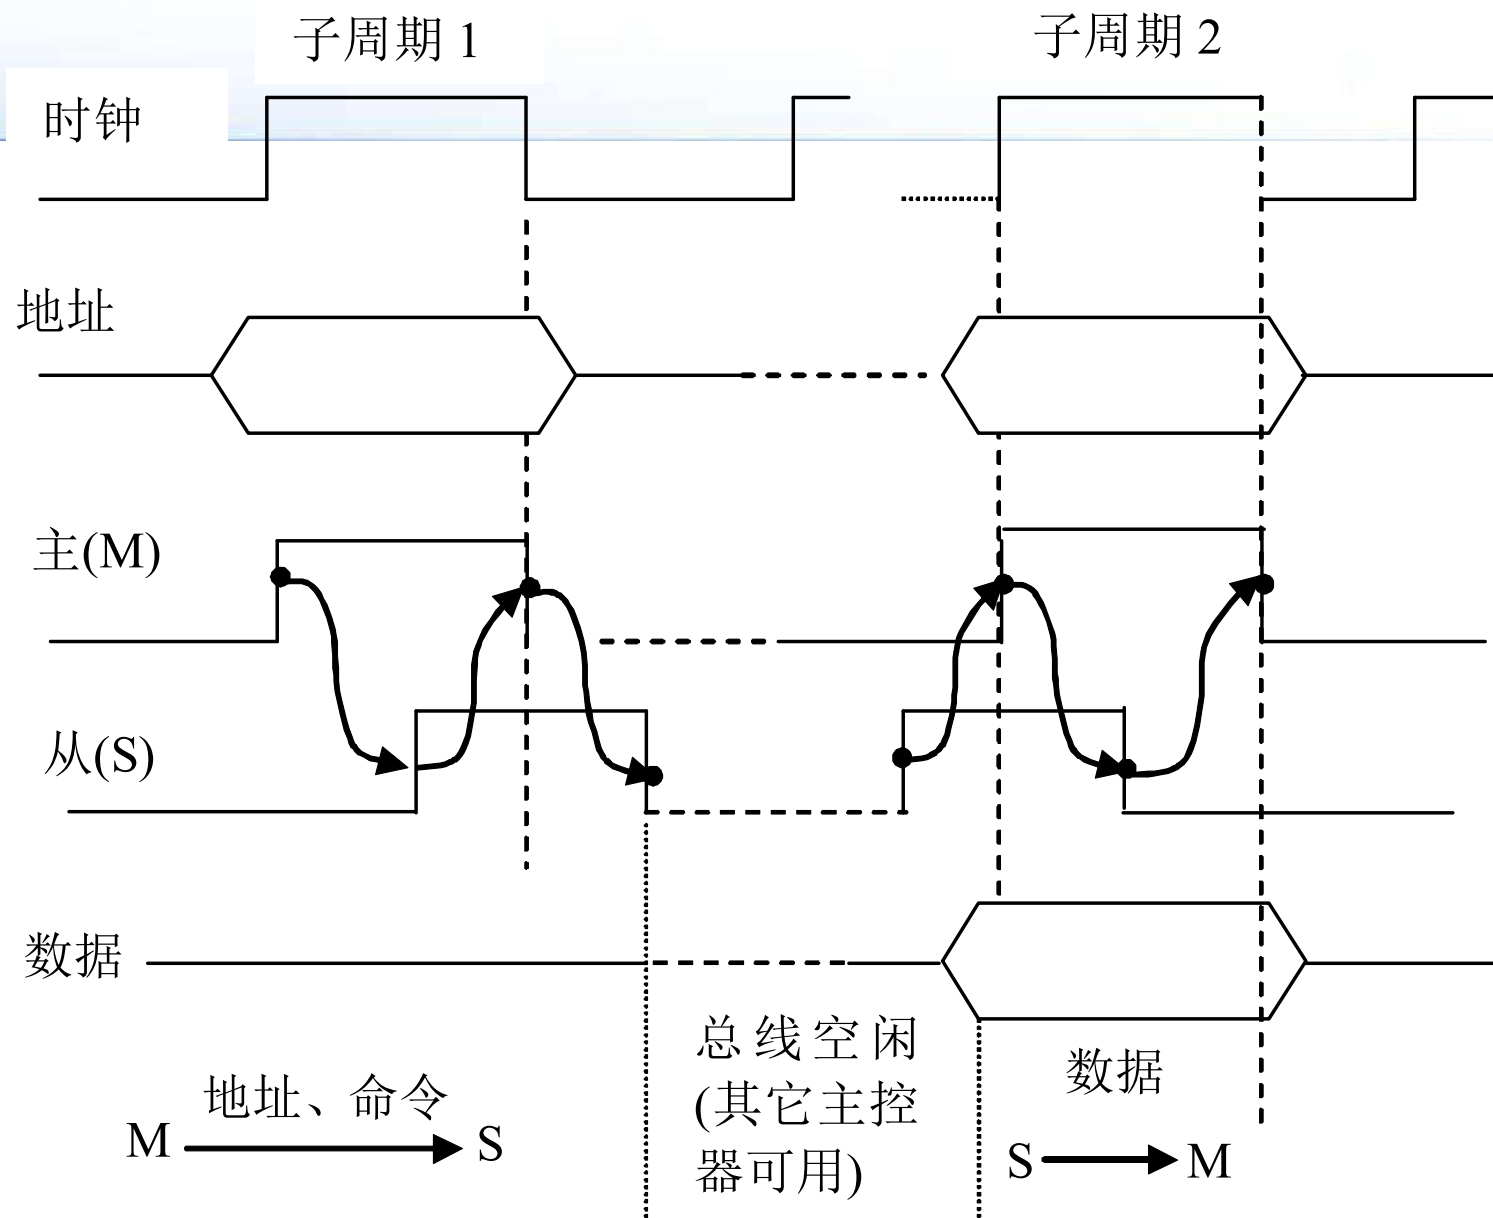 子周期 1
子周期 2
时钟
地址
主(M)
从(S)
数据
总线空闲
(其它主控
器可用)
数据
地址、命令
M
S
S
M